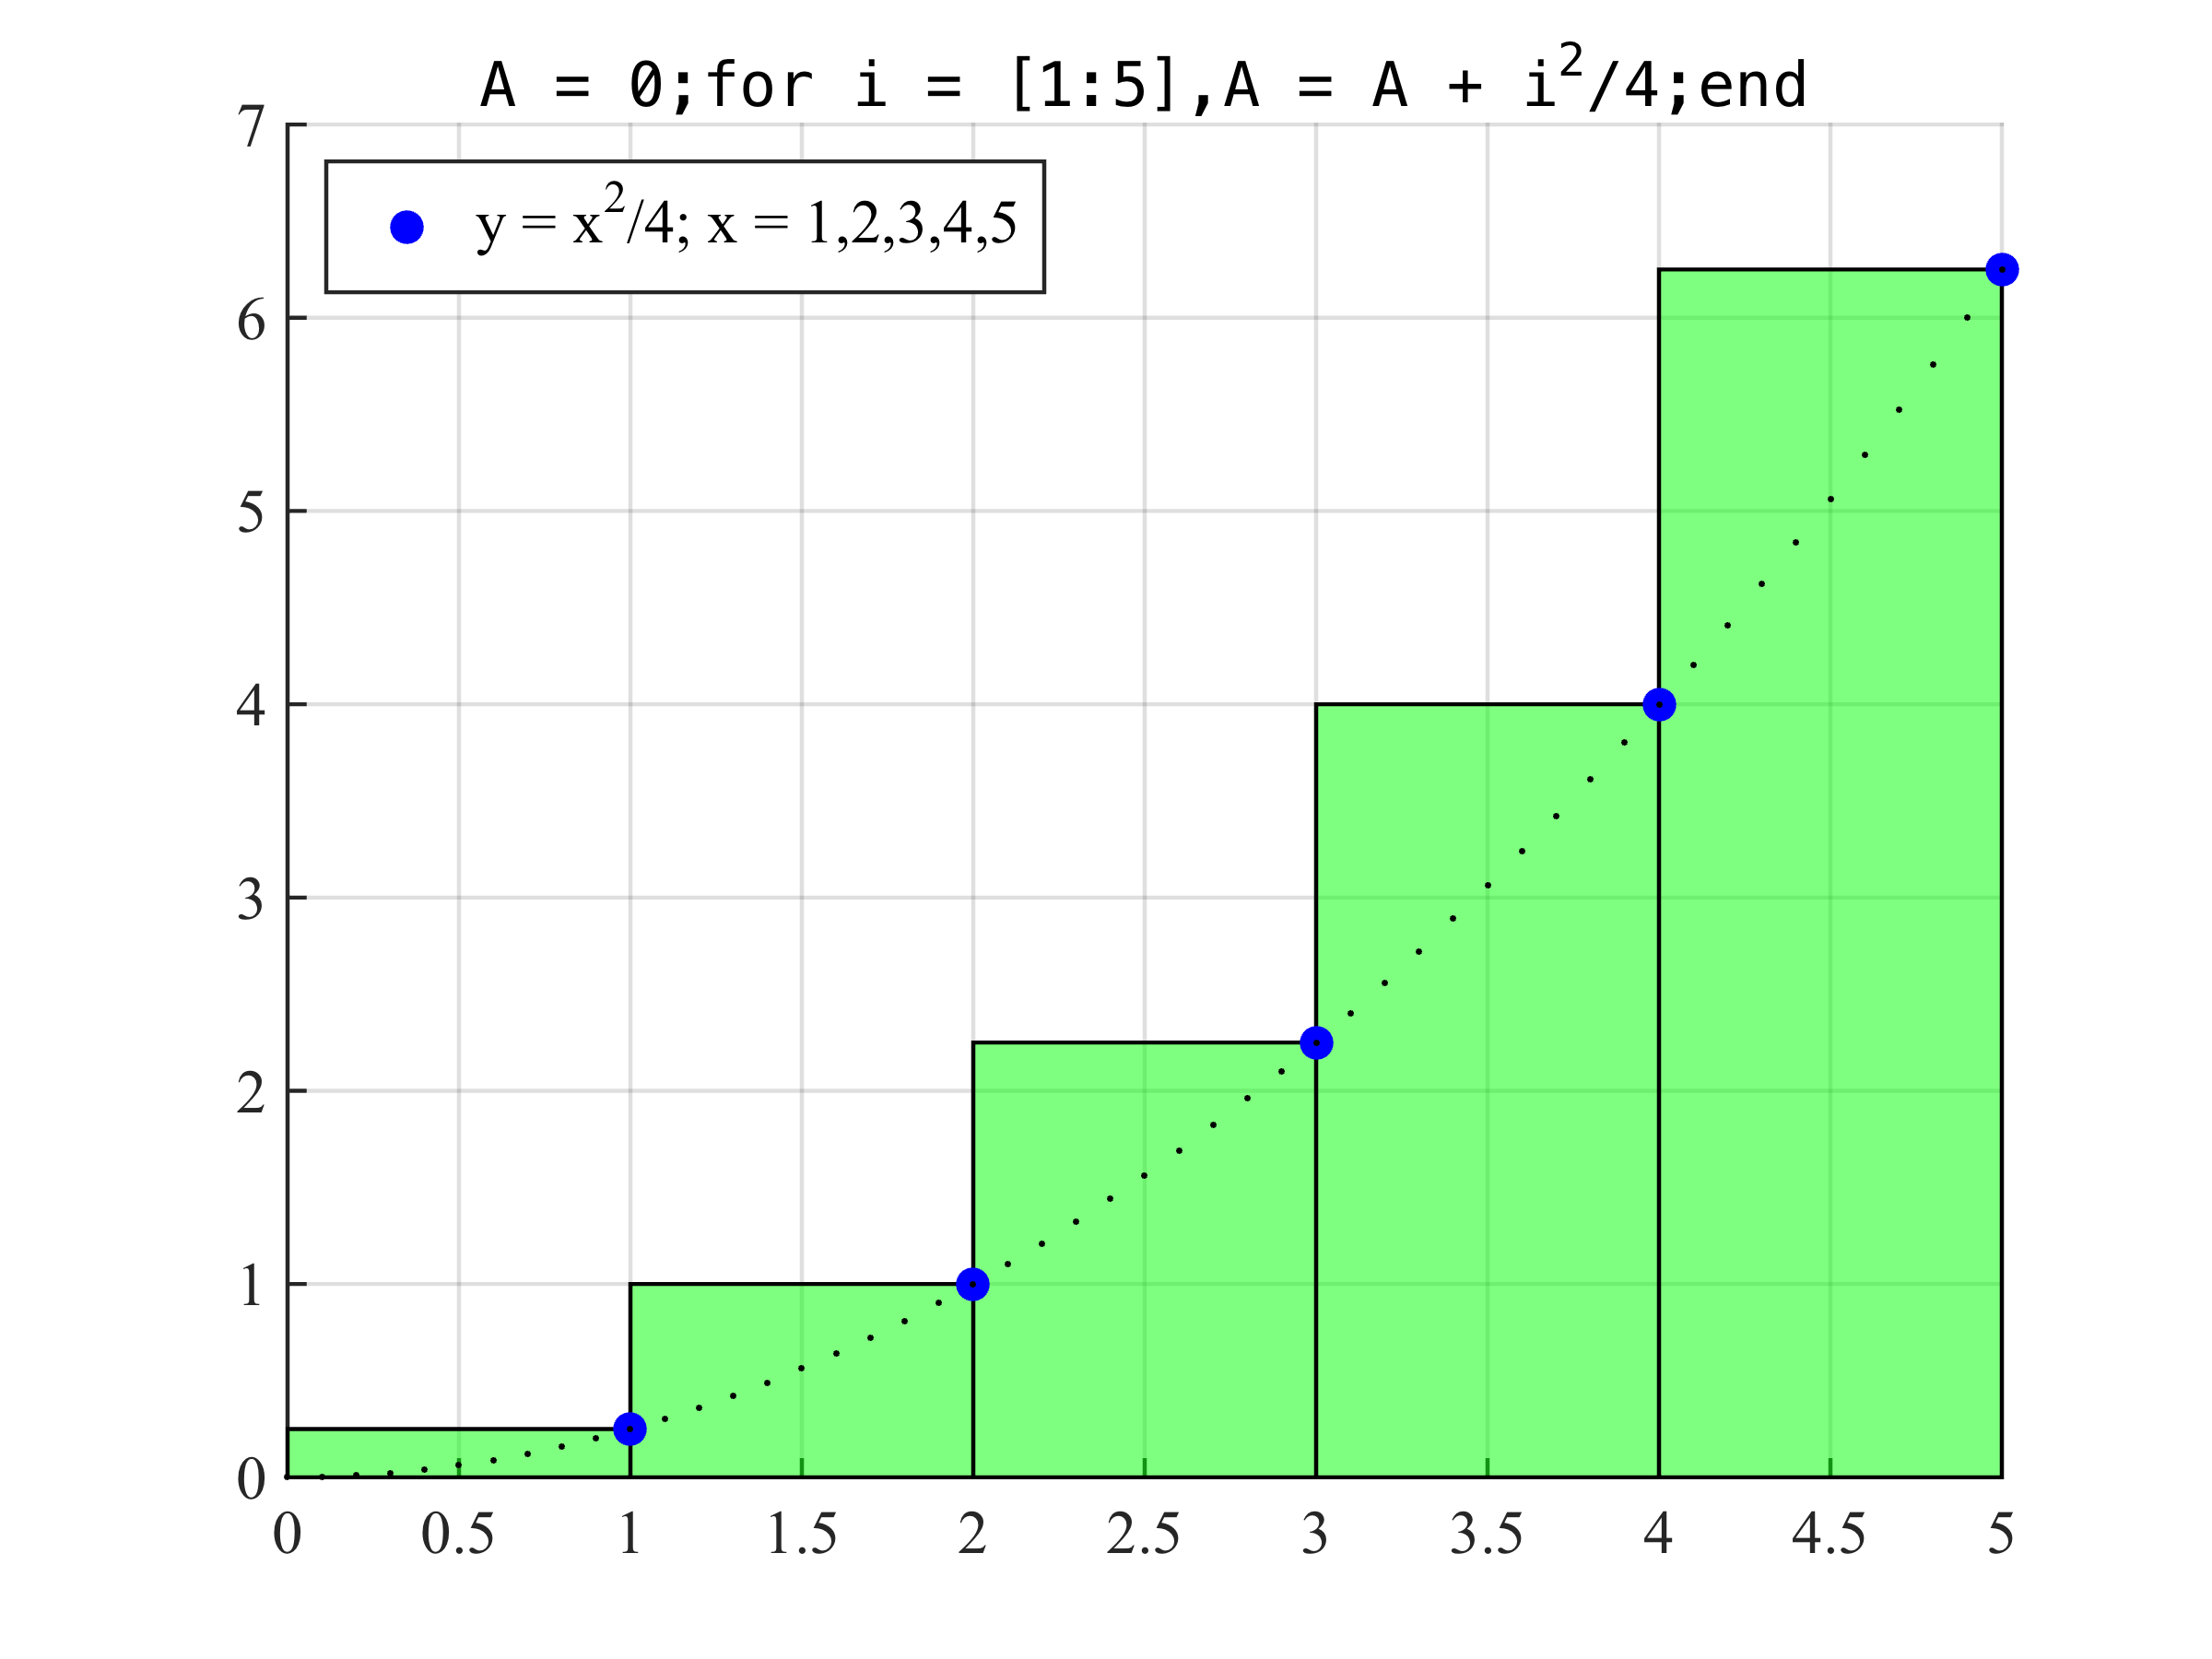 A = 0;for i = [1:5],A = A + i²/4;end
y = x²/4; x = 1,2,3,4,5
7
6
5
4
3
2
1
0
0 0.5 1 1.5 2 2.5 3 3.5 4 4.5 5